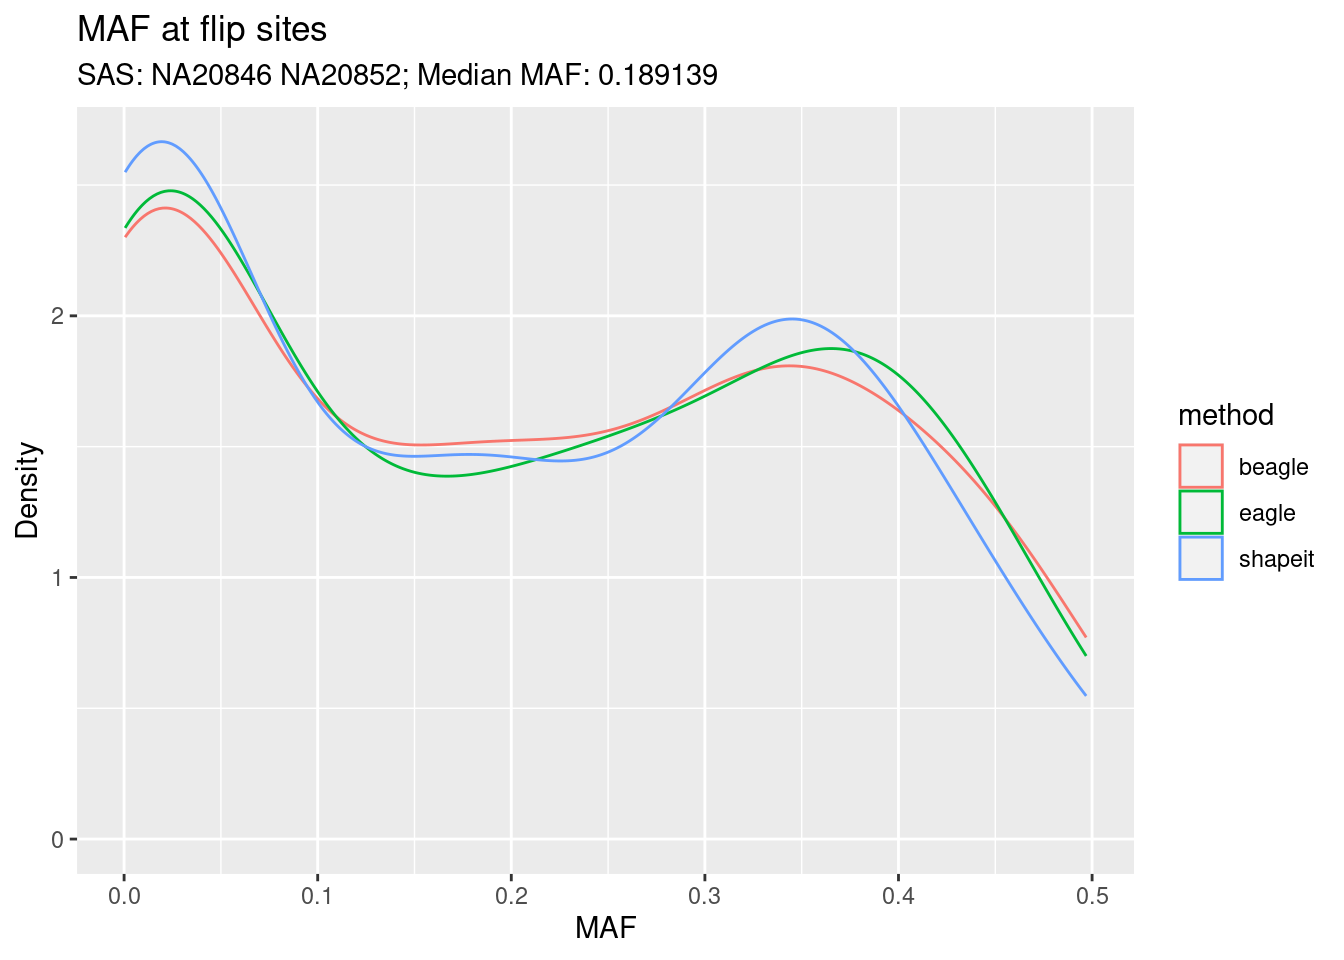 MAF at flip sites
SAS: NA20846 NA20852; Median MAF: 0.189139
Density
2
1
0
0.0 0.1 0.2 0.3 0.4 0.5
MAF
method
beagle
eagle
shapeit